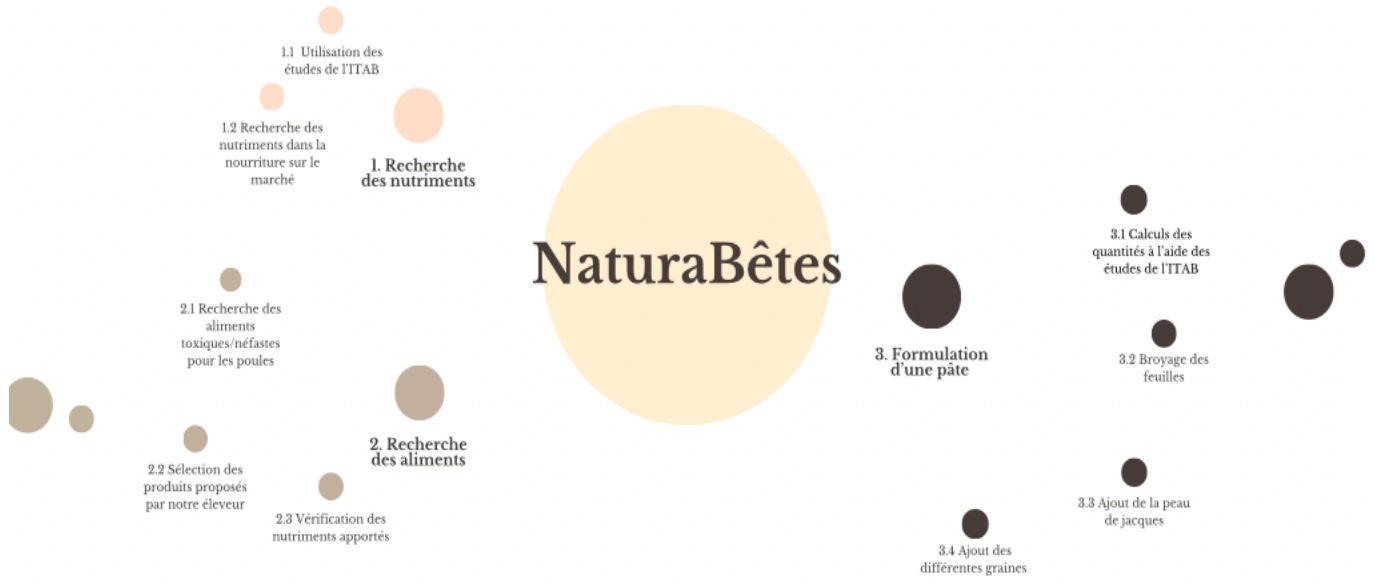 1.1 Utilisation des
études de l'ITAB
1.2 Recherche des
nutriments dans la
nourriture sur le
marché
1. Recherche
des nutriments
2.1 Recherche des
aliments
toxiques/néfastes
pour les poules
2.2 Sélection des
produits proposés
par notre éleveur
2.3 Vérification des
nutriments apportés
2. Recherche
des aliments
NaturaBêtes
3. Formulation
d'une pâte
3.1 Calculs des
quantités à l'aide des
études de l'ITAB
3.2 Broyage des
feuilles
3.3 Ajout de la peau
de jacques
3.4 Ajout des
différentes graines